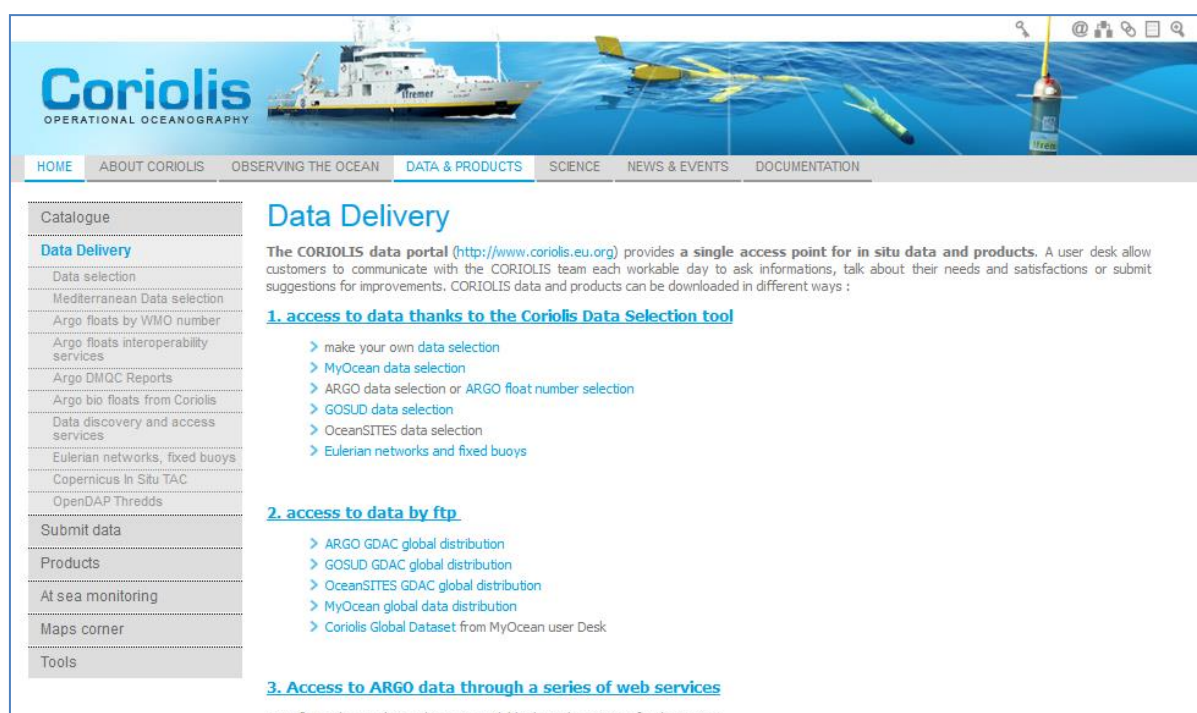 Coriolis
OPERATIONAL OCEANOGRAPHY
Ifremer
ifrem
HOME ABOUT CORIOLIS OBSERVING THE OCEAN DATA & PRODUCTS SCIENCE NEWS & EVENTS DOCUMENTATION
Catalogue
Data Delivery
Data selection
Mediterranean Data selection
Argo floats by WMO number
Argo floats interoperability
services
Argo DMQC Reports
Argo bio floats from Coriolis
Data discovery and access
services
Eulerian networks, fixed buoys
Copernicus In Situ TAC
OpenDAP Thredds
Submit data
Products
At sea monitoring
Maps corner
Tools
Data Delivery
The CORIOLIS data portal (http://www.coriolis.eu.org) provides a single access point for in situ data and products. A user desk allow
customers to communicate with the CORIOLIS team each workable day to ask informations, talk about their needs and satisfactions or submit
suggestions for improvements. CORIOLIS data and products can be downloaded in different ways :
1. access to data thanks to the Coriolis Data Selection tool
make your own data selection
MyOcean data selection
ARGO data selection or ARGO float number selection
GOSUD data selection
OceanSITES data selection
Eulerian networks and fixed buoys
2. access to data by ftp
ARGO GDAC global distribution
GOSUD GDAC global distribution
OceanSITES GDAC global distribution
MyOcean global data distribution
Coriolis Global Dataset from MyOcean user Desk
3. Access to ARGO data through a series of web services